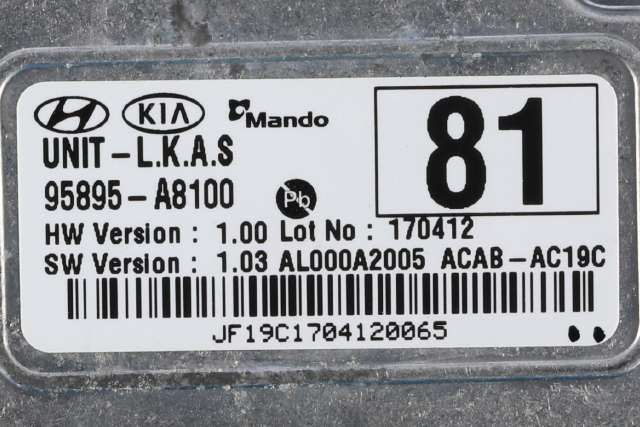 KIA Mando 81
UNIT-L.K.A.S
95895-A8100 Pb
HW Version : 1.00 Lot No : 170412
SW Version : 1.03 AL000A2005 ACAB-AC19C
JF19C1704120065